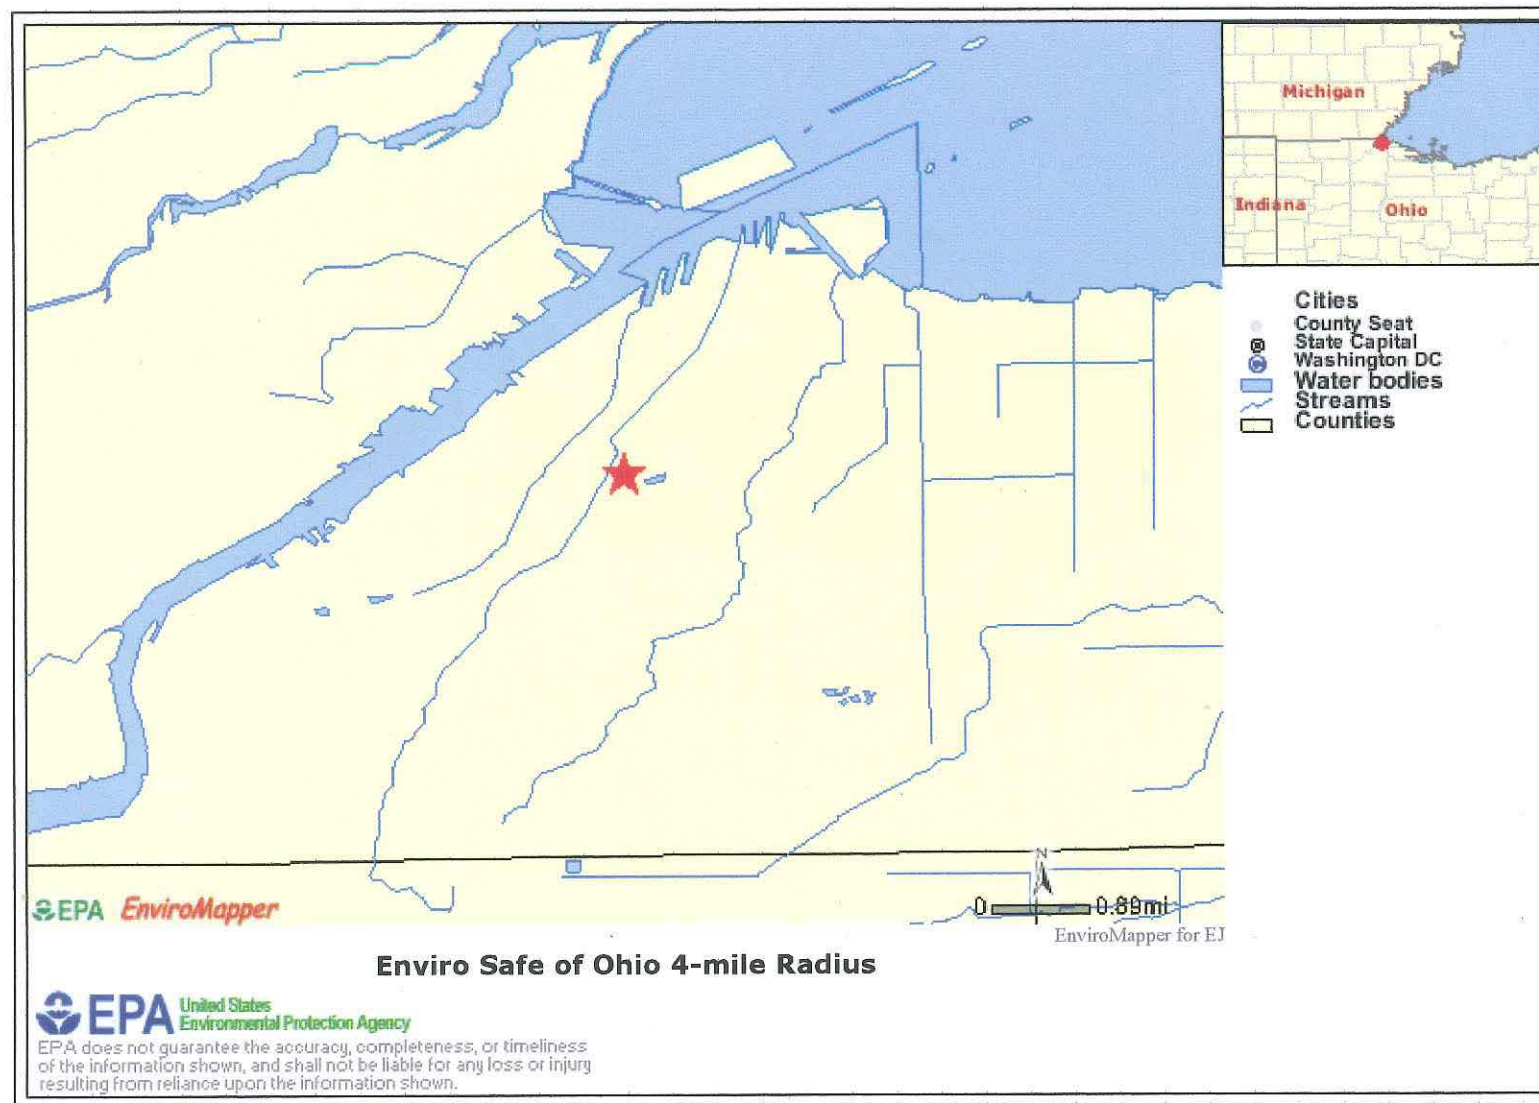 Michigan
Indiana
Ohio
Cities
County Seat
State Capital
Washington DC
Water bodies
Streams
Counties
N
0 0.89mi
EPA EnviroMapper
EnviroMapper for EJ
Enviro Safe of Ohio 4-mile Radius
EPA United States
Environmental Protection Agency
EPA does not guarantee the accuracy, completeness, or timeliness
of the information shown, and shall not be liable for any loss or injury
resulting from reliance upon the information shown.